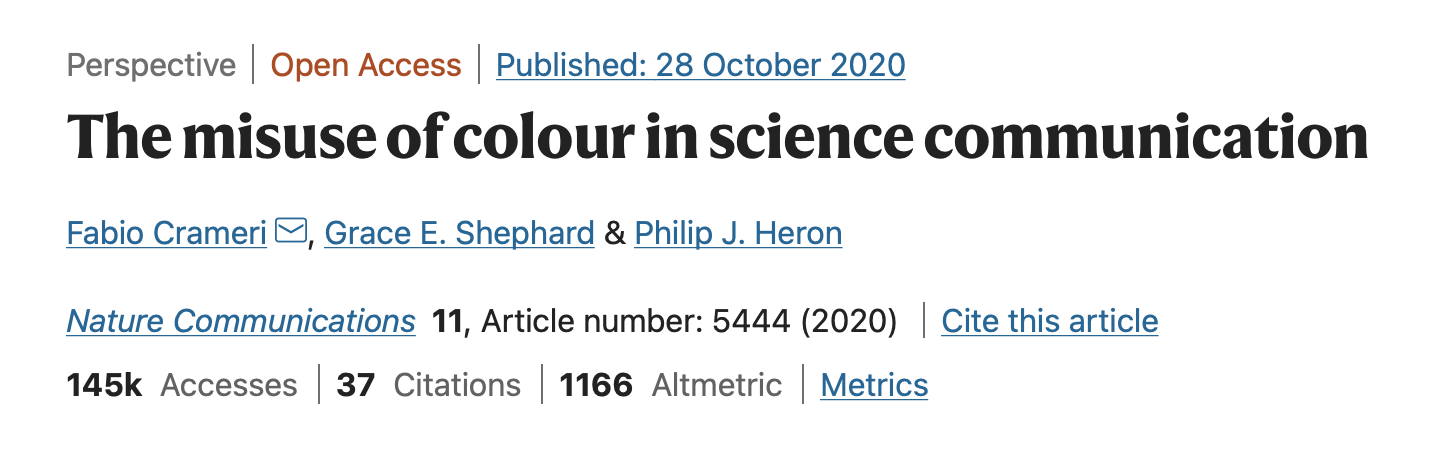 Perspective | Open Access | Published: 28 October 2020
The misuse of colour in science communication
Fabio Crameri, Grace E. Shephard & Philip J. Heron
Nature Communications 11, Article number: 5444 (2020) | Cite this article
145k Accesses | 37 Citations | 1166 Altmetric | Metrics